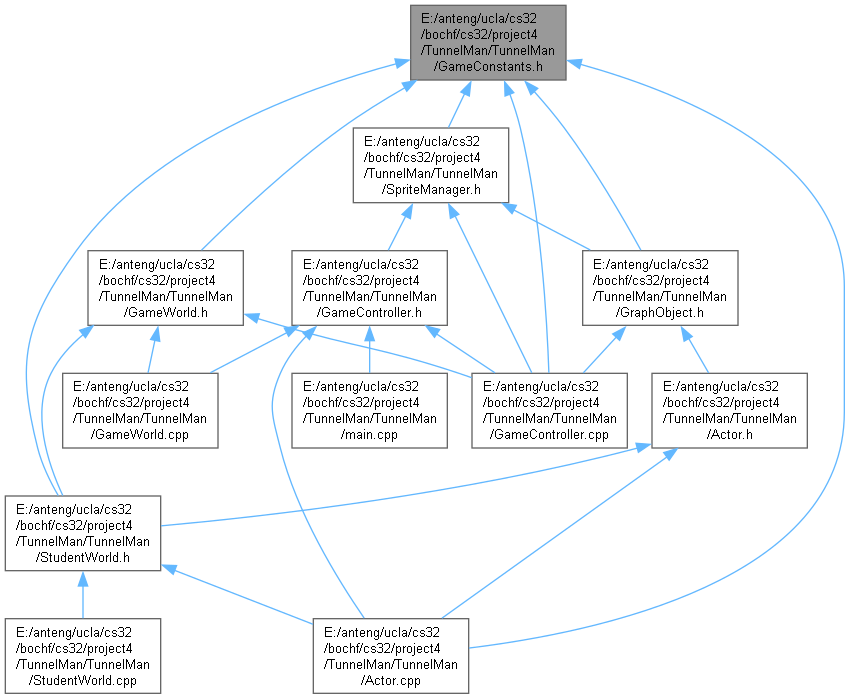 E:/anteng/ucla/cs32
/bochf/cs32/project4
/TunnelMan/TunnelMan
/GameConstants.h
E:/anteng/ucla/cs32
/bochf/cs32/project4
/TunnelMan/TunnelMan
/SpriteManager.h
E:/anteng/ucla/cs32
/bochf/cs32/project4
/TunnelMan/TunnelMan
/GameWorld.h
E:/anteng/ucla/cs32
/bochf/cs32/project4
/TunnelMan/TunnelMan
/GameController.h
E:/anteng/ucla/cs32
/bochf/cs32/project4
/TunnelMan/TunnelMan
/GraphObject.h
E:/anteng/ucla/cs32
/bochf/cs32/project4
/TunnelMan/TunnelMan
/GameWorld.cpp
E:/anteng/ucla/cs32
/bochf/cs32/project4
/TunnelMan/TunnelMan
/main.cpp
E:/anteng/ucla/cs32
/bochf/cs32/project4
/TunnelMan/TunnelMan
/GameController.cpp
E:/anteng/ucla/cs32
/bochf/cs32/project4
/TunnelMan/TunnelMan
/Actor.h
E:/anteng/ucla/cs32
/bochf/cs32/project4
/TunnelMan/TunnelMan
/StudentWorld.h
E:/anteng/ucla/cs32
/bochf/cs32/project4
/TunnelMan/TunnelMan
/StudentWorld.cpp
E:/anteng/ucla/cs32
/bochf/cs32/project4
/TunnelMan/TunnelMan
/Actor.cpp